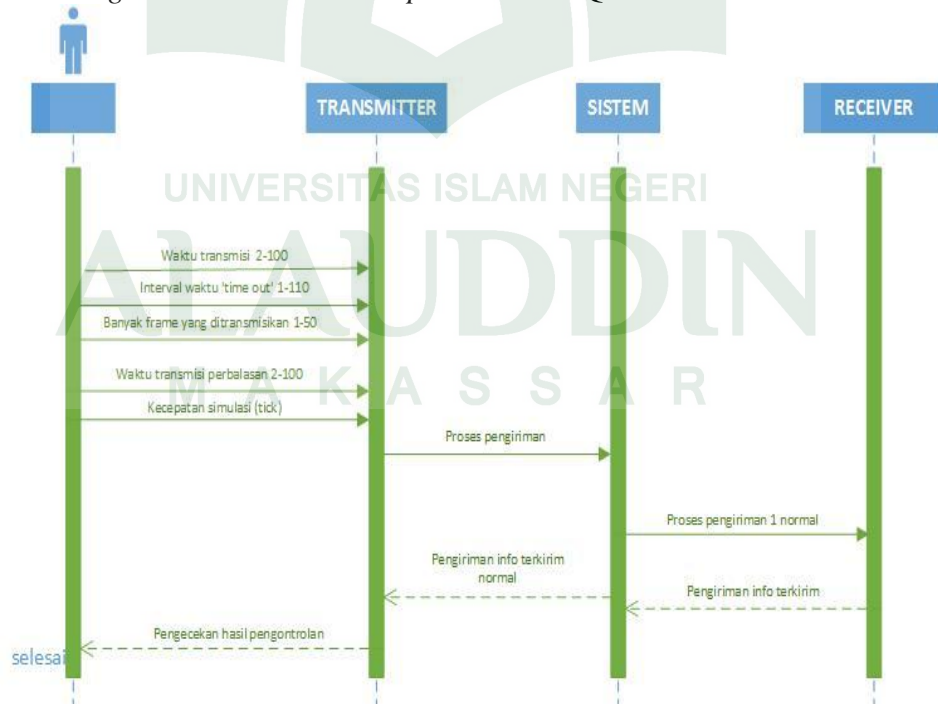 TRANSMITTER
SISTEM
RECEIVER
UNIVERSITAS ISLAM NEGERI
ALAUDDIN
MAKASSAR
Waktu transmisi 2-100
Interval waktu 'time out' 1-110
Banyak frame yang ditransmisikan 1-50
Waktu transmisi perbalasan 2-100
Kecepatan simulasi (tick)
Proses pengiriman
Proses pengiriman 1 normal
Pengiriman info terkirim
normal
Pengiriman info terkirim
Pengecekan hasil pengontrolan
selesai